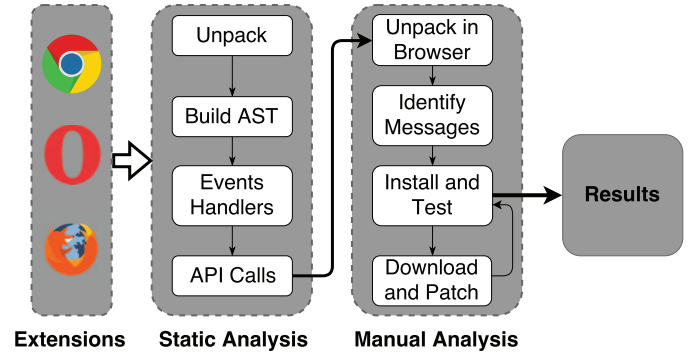 Unpack
Build AST
Events
Handlers
API Calls
Unpack in
Browser
Identify
Messages
Install and
Test
Download
and Patch
Results
Extensions
Static Analysis
Manual Analysis